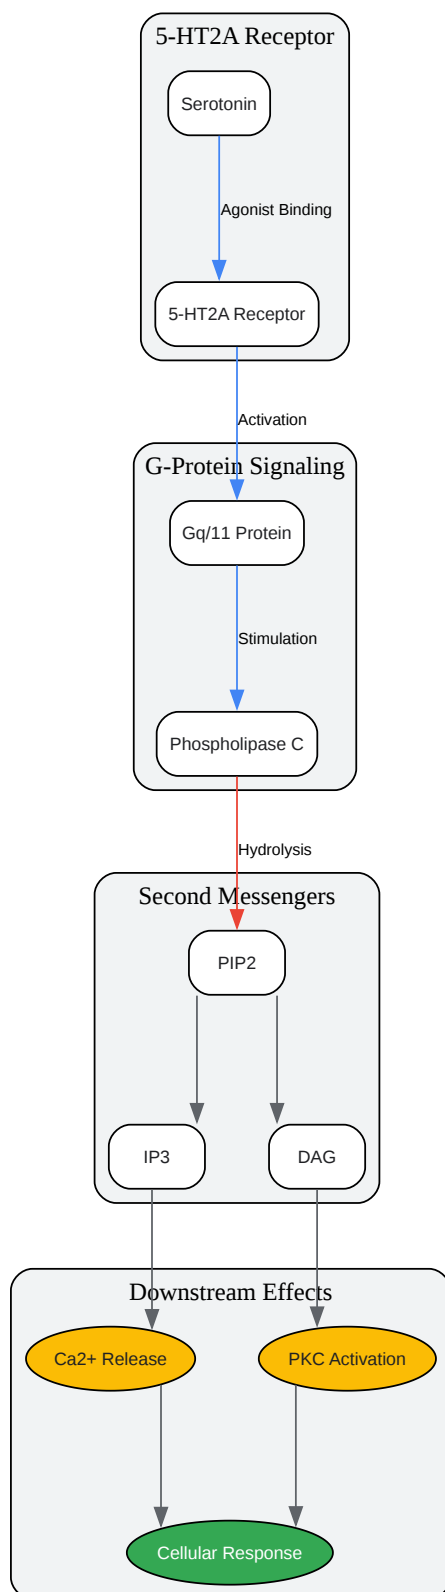 5-HT2A Receptor
Serotonin
Agonist Binding
5-HT2A Receptor
Activation
G-Protein Signaling
Gq/11 Protein
Stimulation
Phospholipase C
Hydrolysis
Second Messengers
PIP2
IP3
DAG
Downstream Effects
Ca2+ Release
PKC Activation
Cellular Response